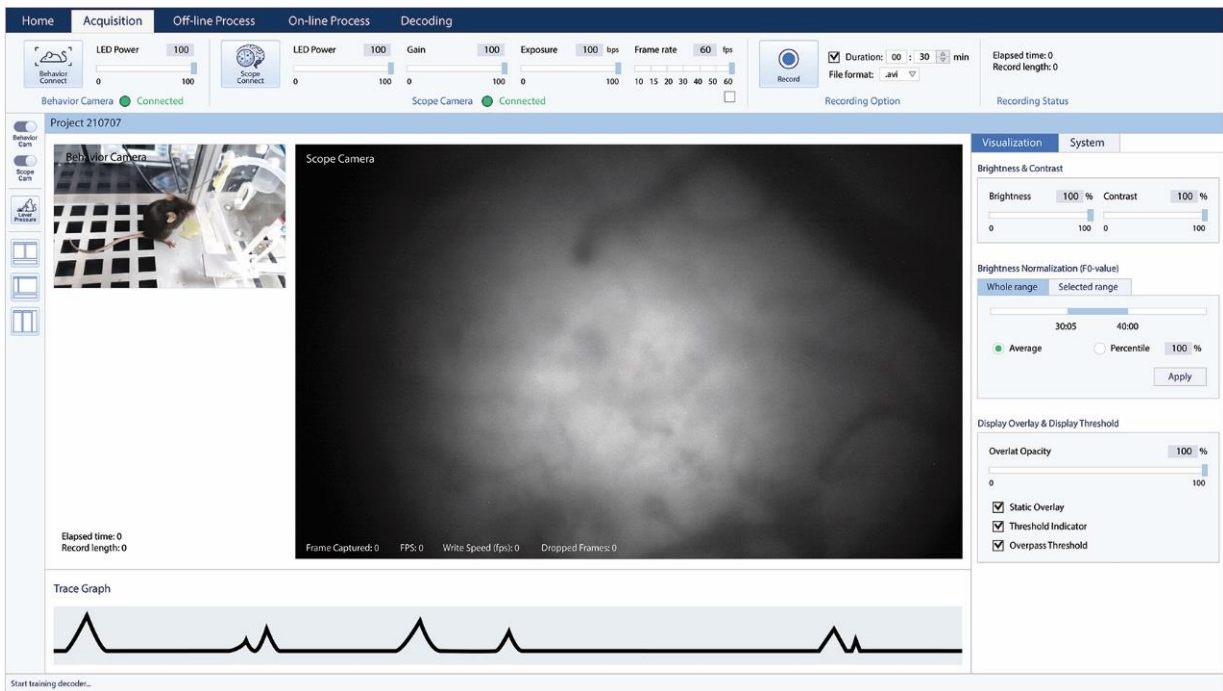 Home Acquisition Off-line Process On-line Process Decoding
LED Power 100 LED Power 100 Gain 100 Exposure 100 bps Frame rate 60 fps
Duration: 00 : 30 min
File format: .avi
Elapsed time: 0
Record length: 0
Behavior
Connect
0 100
Scope
Connect
0 100 0 100 0 100 10 15 20 30 40 50 60
Record
Behavior Camera Connected Scope Camera Connected Recording Option Recording Status
Behavior
Cam
Scope
Cam
Lever
Pressure
Project 210707
Behavior Camera
Scope Camera
Elapsed time: 0
Record length: 0
Frame Captured: 0 FPS: 0 Write Speed (fps): 0 Dropped Frames: 0
Visualization System
Brightness & Contrast
Brightness 100 % Contrast 100 %
0 100 0 100
Brightness Normalization (F0-value)
Whole range Selected range
30:05 40:00
Average Percentile 100 %
Apply
Display Overlay & Display Threshold
Overlat Opacity 100 %
0 100
Static Overlay
Threshold Indicator
Overpass Threshold
Trace Graph
Start training decoder...